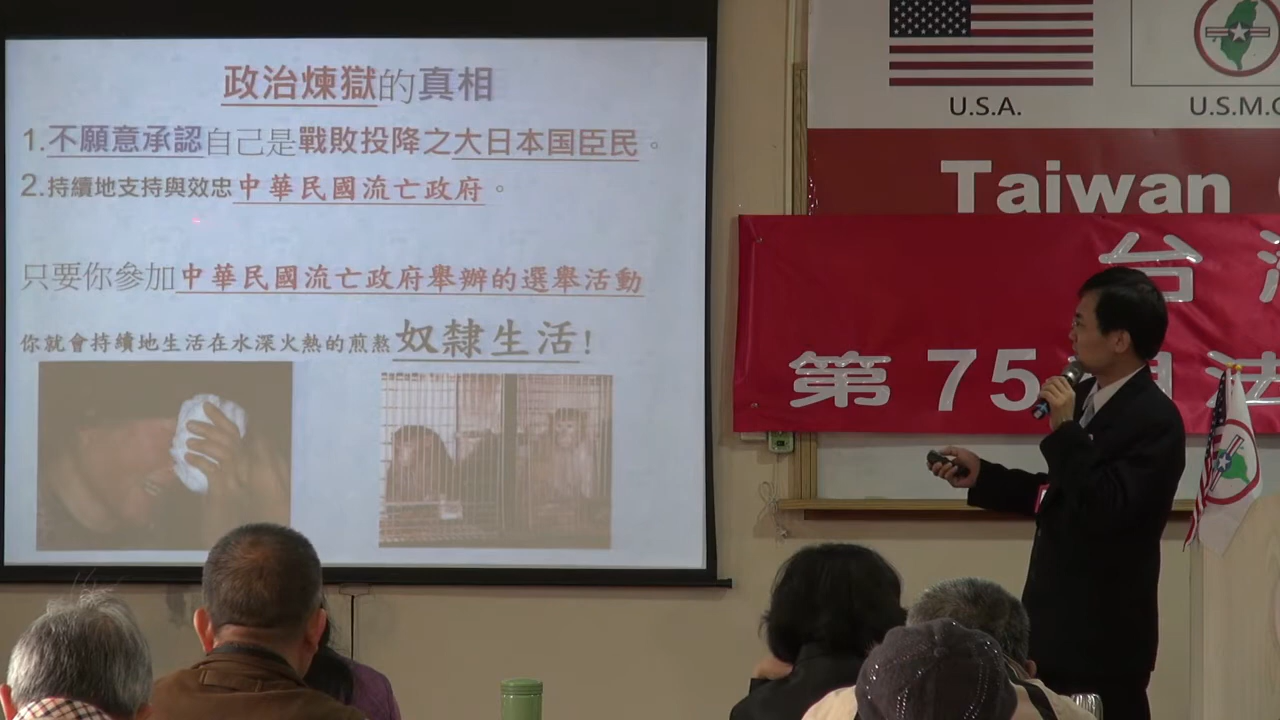 政治煉獄的真相
1.不願意承認自己是戰敗投降之大日本国臣民。
2.持續地支持與效忠中華民國流亡政府。
只要你參加中華民國流亡政府舉辦的選舉活動
你就會持續地生活在水深火熱的煎熬奴隸生活!
U.S.A.
U.S.M.G
Taiwan
台
第75
法